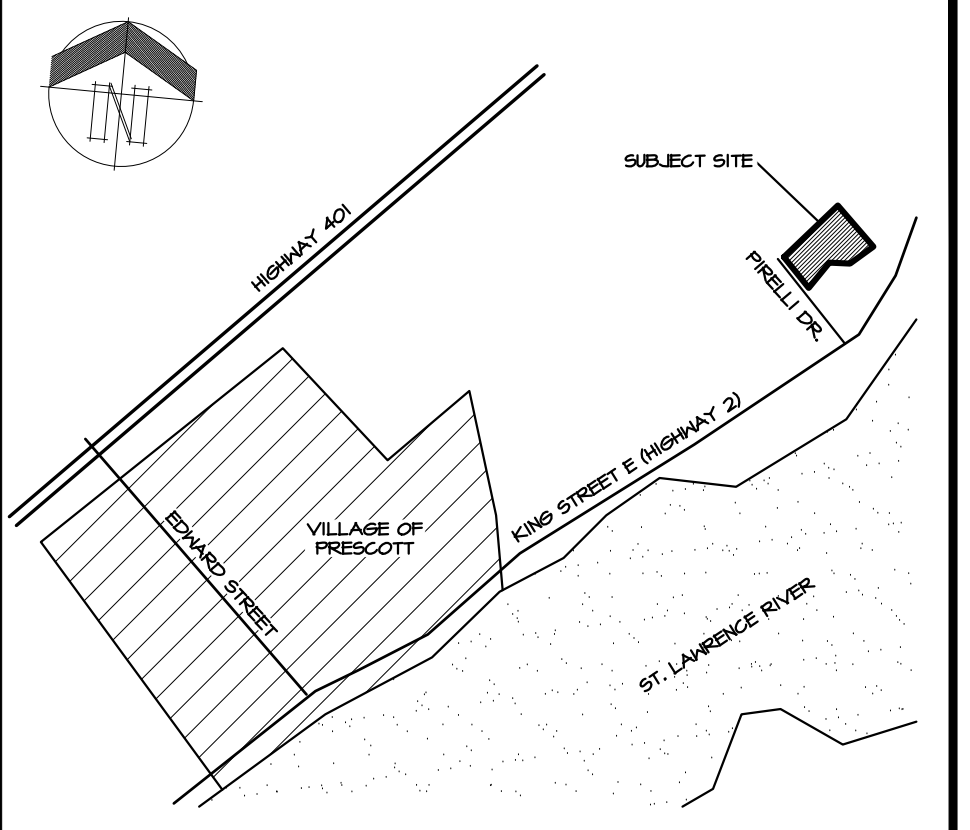 N
SUBJECT SITE
HIGHWAY 401
PIRELLI DR.
KING STREET E (HIGHWAY 2)
EDWARD STREET
VILLAGE OF
PRESCOTT
ST. LAWRENCE RIVER